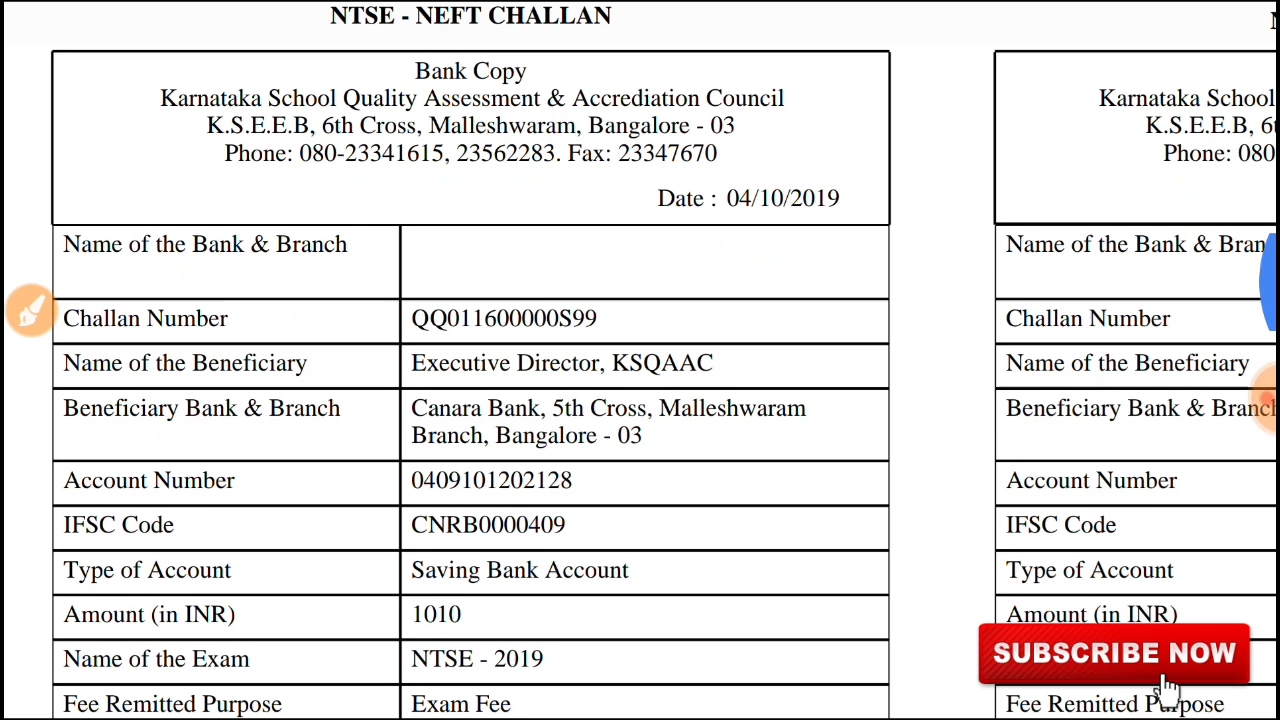 NTSE - NEFT CHALLAN
Bank Copy
Karnataka School Quality Assessment & Accrediation Council
K.S.E.E.B, 6th Cross, Malleshwaram, Bangalore - 03
Phone: 080-23341615, 23562283. Fax: 23347670
Date : 04/10/2019
Name of the Bank & Branch
Challan Number QQ011600000S99
Name of the Beneficiary Executive Director, KSQAAC
Beneficiary Bank & Branch Canara Bank, 5th Cross, Malleshwaram
Branch, Bangalore - 03
Account Number 0409101202128
IFSC Code CNRB0000409
Type of Account Saving Bank Account
Amount (in INR) 1010
Name of the Exam NTSE - 2019
Fee Remitted Purpose Exam Fee
Karnataka School
K.S.E.E.B,
Phone: 080
Name of the Bank &
Challan Number
Name of the Beneficiary
Beneficiary Bank &
Account Number
IFSC Code
Type of Account
Amount (in INR)
SUBSCRIBE NOW
Fee Remitted Purpose